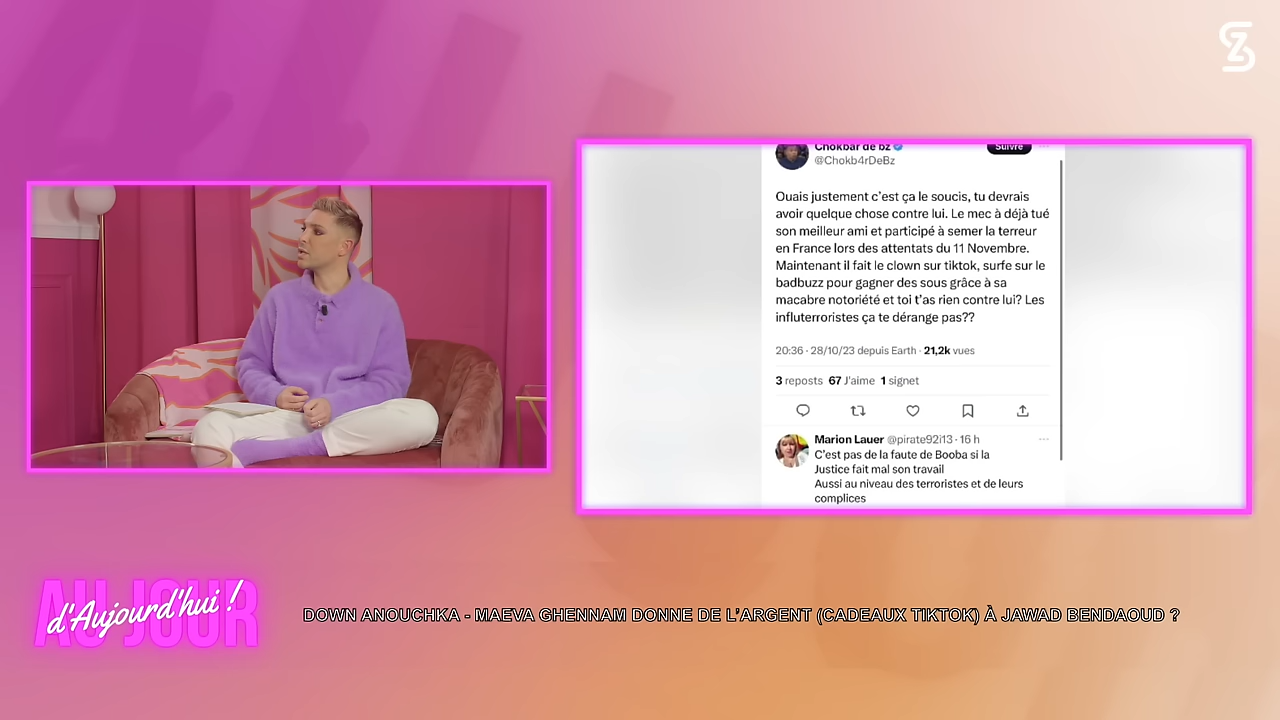 Chokbar de bz
Suivre
@Chokb4rDeBz
Ouais justement c'est ça le soucis, tu devrais
avoir quelque chose contre lui. Le mec à déjà tué
son meilleur ami et participé à semer la terreur
en France lors des attentats du 11 Novembre.
Maintenant il fait le clown sur tiktok, surfe sur le
badbuzz pour gagner des sous grâce à sa
macabre notoriété et toi t'as rien contre lui? Les
influterroristes ça te dérange pas??
20:36 · 28/10/23 depuis Earth · 21,2k vues
3 reposts 67 J'aime 1 signet
Marion Lauer @pirate92i13 · 16 h
C'est pas de la faute de Booba si la
Justice fait mal son travail
Aussi au niveau des terroristes et de leurs
complices
AU JOUR
d'Aujourd'hui !
DOWN ANOUCHKA - MAEVA GHENNAM DONNE DE L'ARGENT (CADEAUX TIKTOK) À JAWAD BENDAOUD ?